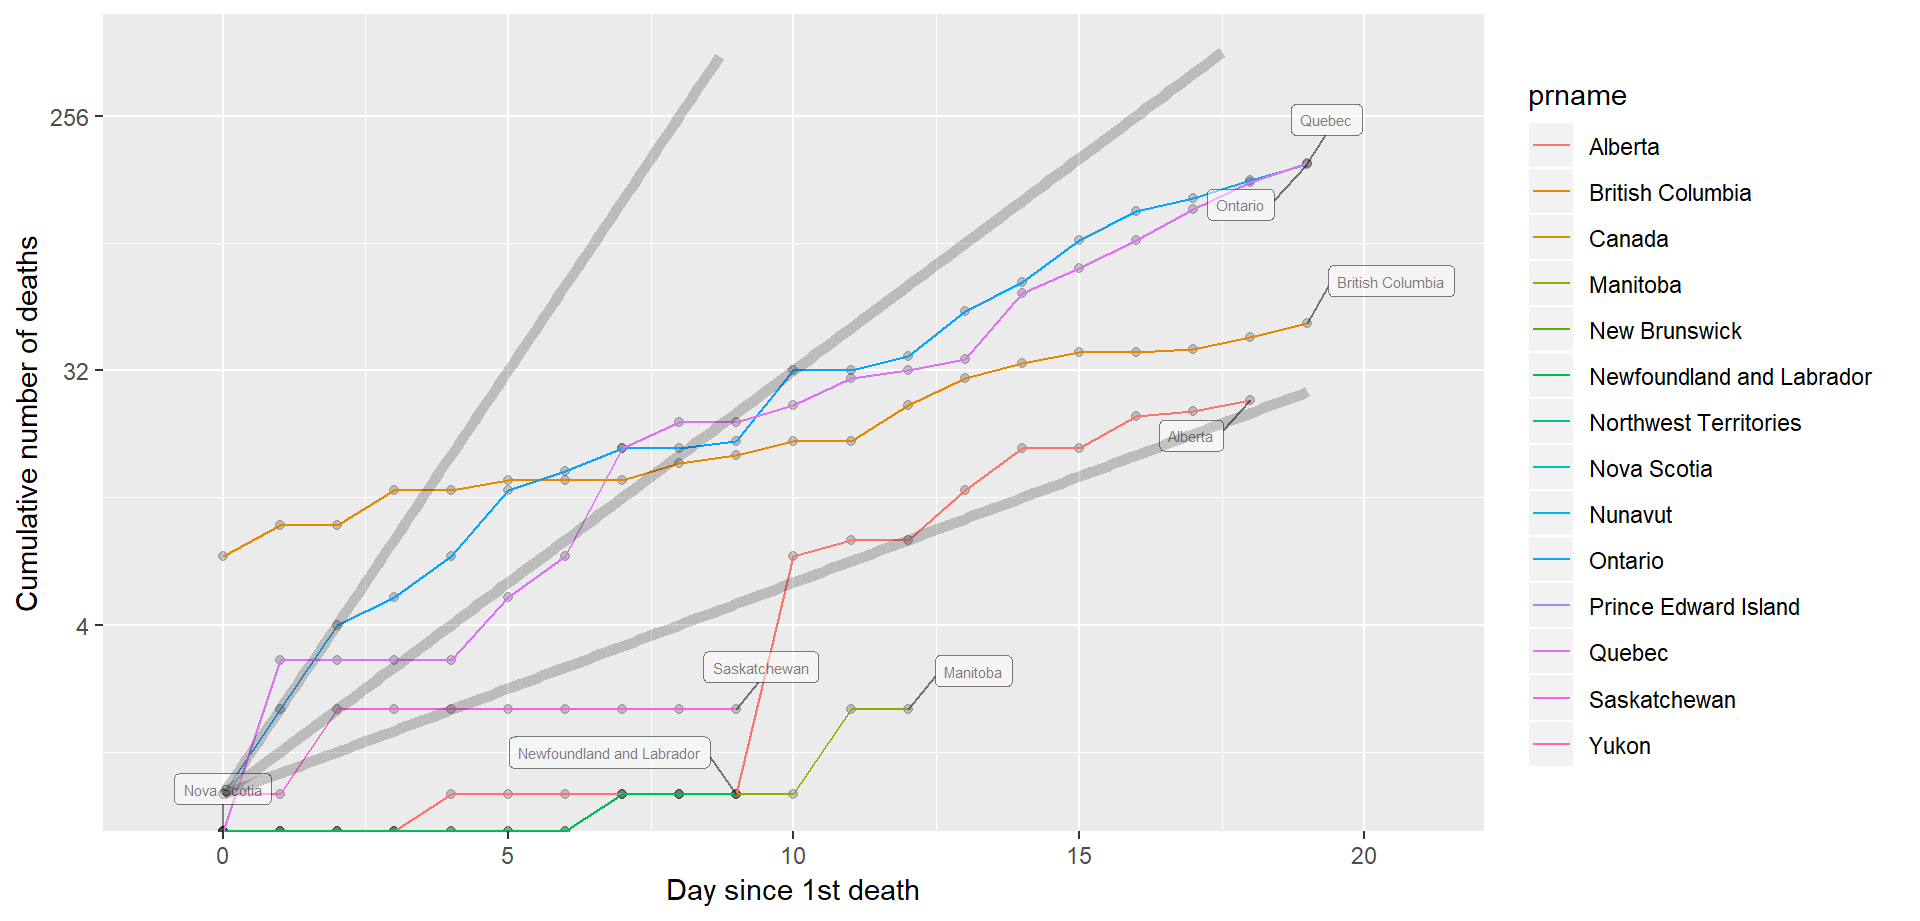 Cumulative number of deaths
256
32
4
0
5
10
15
20
Day since 1st death
Quebec
Ontario
British Columbia
Alberta
Saskatchewan
Manitoba
Newfoundland and Labrador
Nova Scotia
prname
Alberta
British Columbia
Canada
Manitoba
New Brunswick
Newfoundland and Labrador
Northwest Territories
Nova Scotia
Nunavut
Ontario
Prince Edward Island
Quebec
Saskatchewan
Yukon